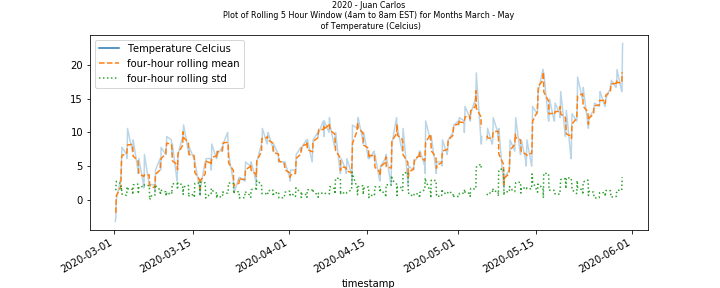 2020 - Juan Carlos
Plot of Rolling 5 Hour Window (4am to 8am EST) for Months March - May
of Temperature (Celcius)
Temperature Celcius
four-hour rolling mean
four-hour rolling std
20
15
10
5
0
2020-03-01
2020-03-15
2020-04-01
2020-04-15
2020-05-01
2020-05-15
2020-06-01
timestamp